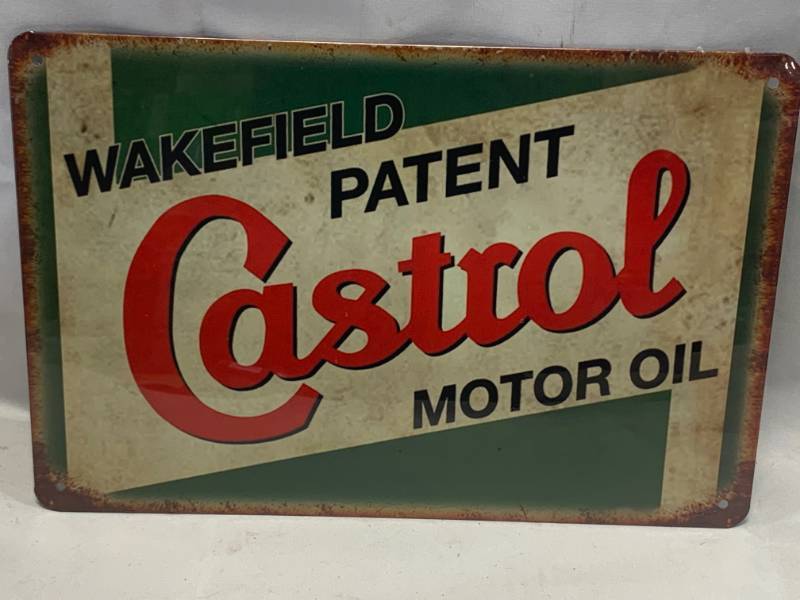 WAKEFIELD
PATENT
Castrol
MOTOR OIL